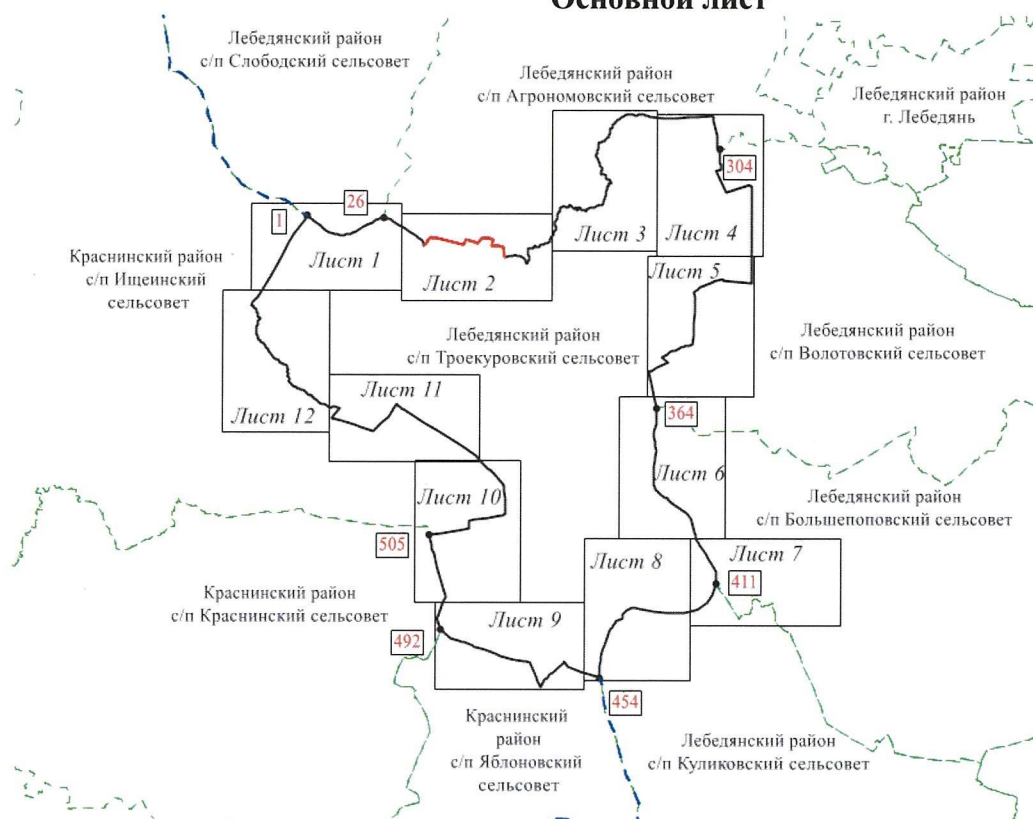 Основной лист
Лебедянский район
с/п Слободский сельсовет
Лебедянский район
с/п Агрономовский сельсовет
Лебедянский район
г. Лебедянь
304
26
1
Лист 3
Лист 4
Краснинский район
с/п Ищеинский
сельсовет
Лист 1
Лист 2
Лист 5
Лебедянский район
с/п Троекуровский сельсовет
Лебедянский район
с/п Волотовский сельсовет
Лист 11
Лист 12
364
Лист 6
Лист 10
Лебедянский район
с/п Большепоповский сельсовет
505
Лист 8
Лист 7
411
Краснинский район
с/п Краснинский сельсовет
Лист 9
492
454
Краснинский
район
с/п Яблоновский
сельсовет
Лебедянский район
с/п Куликовский сельсовет